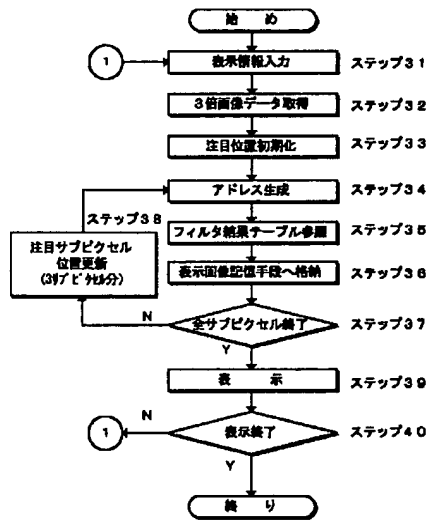 始 め
1
表示情報入力
ステップ31
3倍画像データ取得
ステップ32
注目位置初期化
ステップ33
アドレス生成
ステップ34
ステップ38
フィルタ結果テーブル参照
ステップ35
注目サブピクセル
位置更新
(3サブピクセル分)
表示画像記憶手段へ格納
ステップ36
N
全サブピクセル終了
ステップ37
Y
表 示
ステップ39
N
1
表示終了
ステップ40
Y
終 り